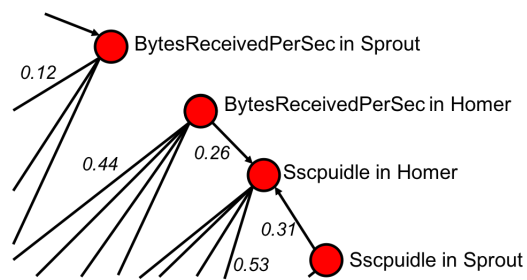 BytesReceivedPerSec in Sprout
0.12
BytesReceivedPerSec in Homer
0.44
0.26
Sscpuidle in Homer
0.31
0.53
Sscpuidle in Sprout